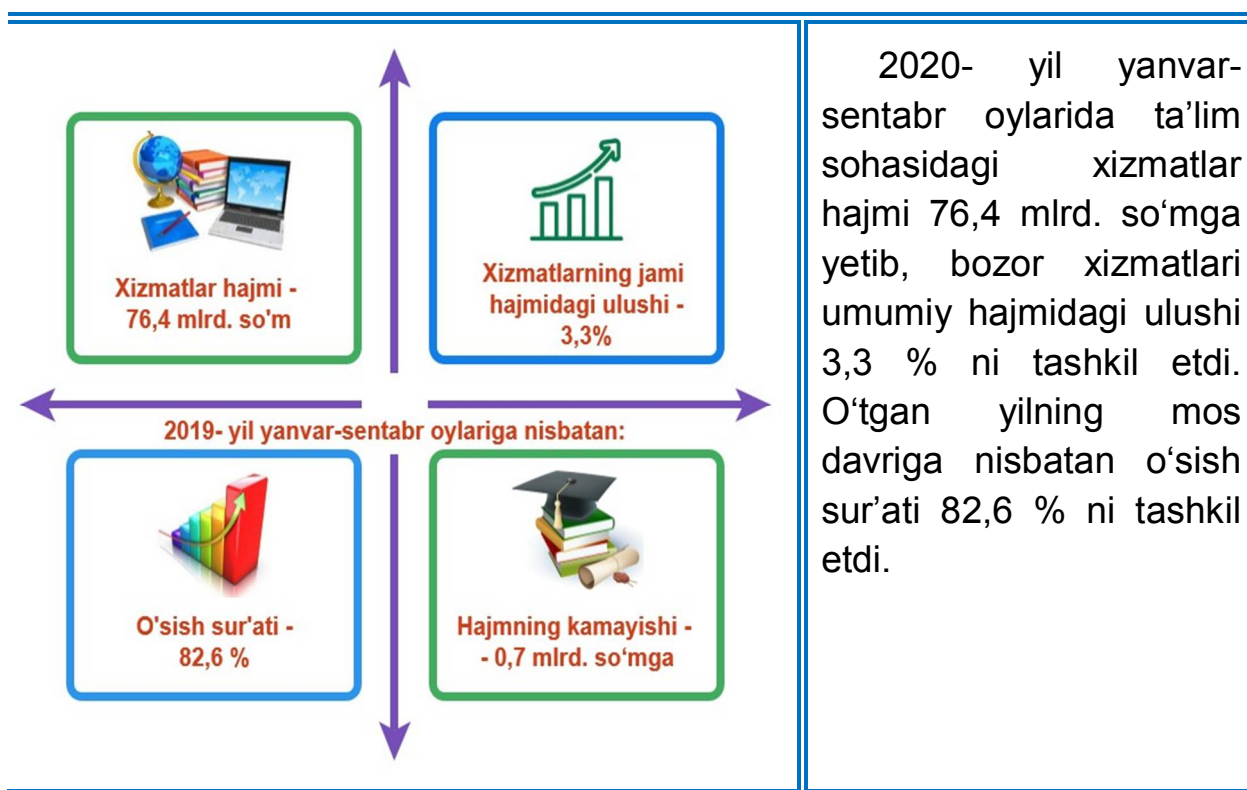 Xizmatlar hajmi -
76,4 mlrd. so'm
Xizmatlarning jami
hajmidagi ulushi -
3,3%
2019- yil yanvar-sentabr oylariga nisbatan:
O'sish sur'ati -
82,6 %
Hajmning kamayishi -
- 0,7 mlrd. so‘mga
2020- yil yanvar-
sentabr oylarida ta’lim
sohasidagi xizmatlar
hajmi 76,4 mlrd. so‘mga
yetib, bozor xizmatlari
umumiy hajmidagi ulushi
3,3 % ni tashkil etdi.
O‘tgan yilning mos
davriga nisbatan o‘sish
sur’ati 82,6 % ni tashkil
etdi.